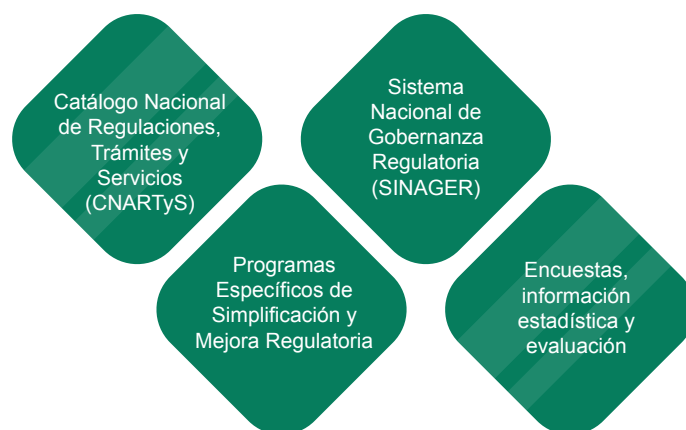 Catálogo Nacional
de Regulaciones,
Trámites y
Servicios
(CNARTyS)
Sistema
Nacional de
Gobernanza
Regulatoria
(SINAGER)
Programas
Específicos de
Simplificación y
Mejora Regulatoria
Encuestas,
información
estadística y
evaluación